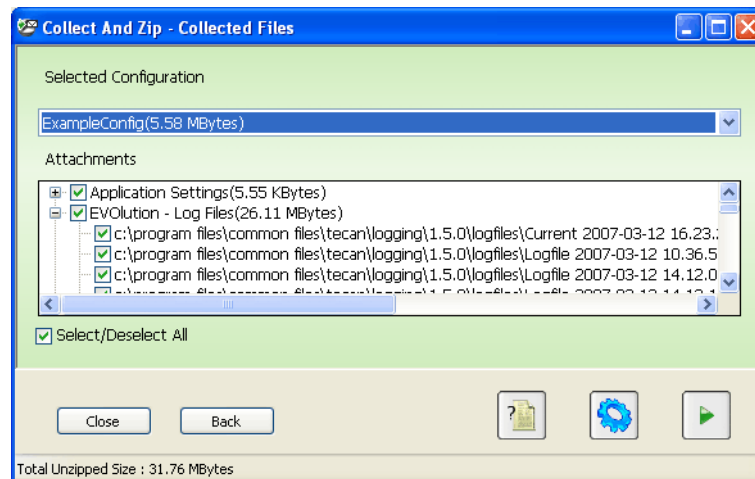 Collect And Zip - Collected Files
Selected Configuration
ExampleConfig(5.58 MBytes)
Attachments
Application Settings(5.55 KBytes)
EVOlution - Log Files(26.11 MBytes)
c:\program files\common files\tecan\logging\1.5.0\logfiles\Current 2007-03-12 16.23.
c:\program files\common files\tecan\logging\1.5.0\logfiles\Logfile 2007-03-12 10.36.5
c:\program files\common files\tecan\logging\1.5.0\logfiles\Logfile 2007-03-12 14.12.0
Select/Deselect All
Close
Back
?
Total Unzipped Size : 31.76 MBytes